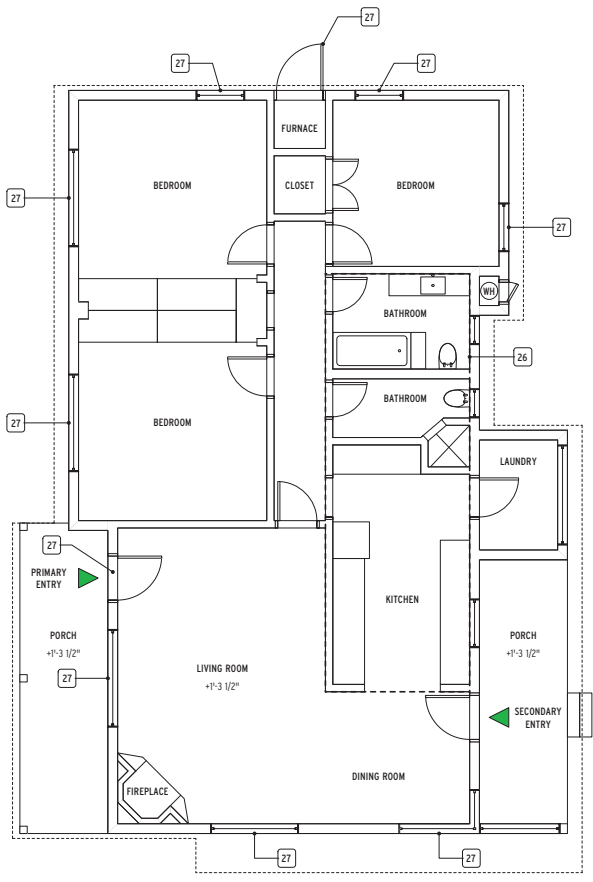 27
27
27
FURNACE
BEDROOM
CLOSET
BEDROOM
27
27
WH
BATHROOM
26
BATHROOM
27
BEDROOM
LAUNDRY
27
PRIMARY
ENTRY
KITCHEN
PORCH
+1'-3 1/2"
PORCH
+1'-3 1/2"
LIVING ROOM
+1'-3 1/2"
27
SECONDARY
ENTRY
DINING ROOM
FIREPLACE
27
27